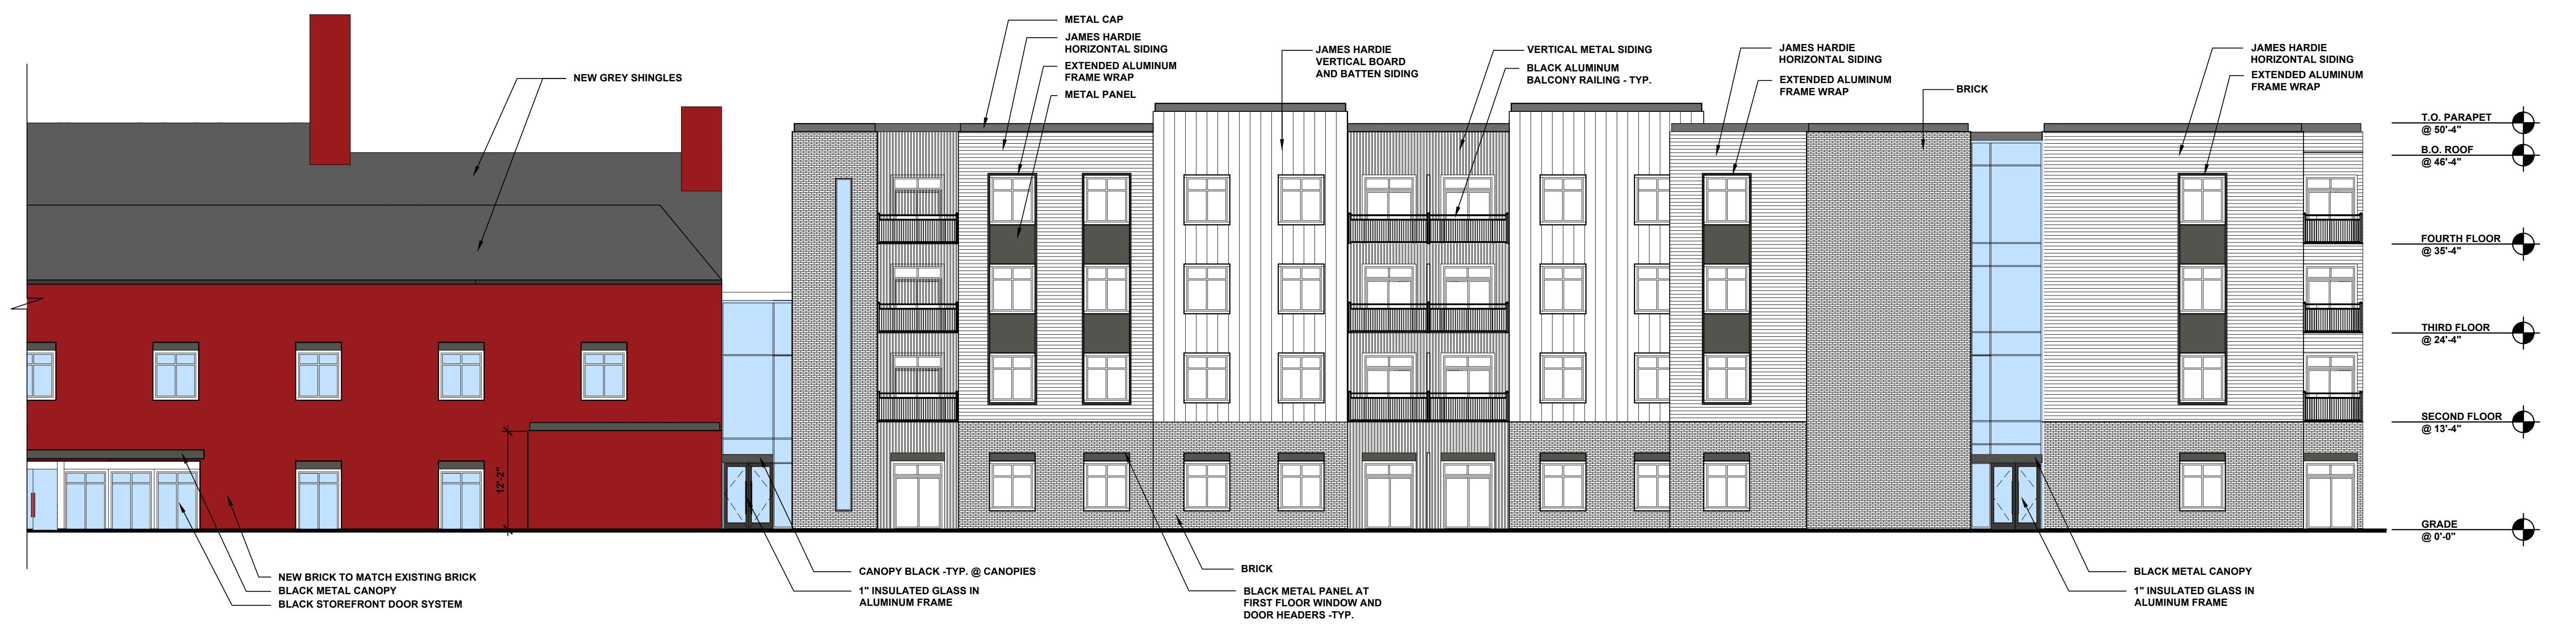 METAL CAP
JAMES HARDIE
HORIZONTAL SIDING
EXTENDED ALUMINUM
FRAME WRAP
METAL PANEL
NEW GREY SHINGLES
JAMES HARDIE
VERTICAL BOARD
AND BATTEN SIDING
VERTICAL METAL SIDING
BLACK ALUMINUM
BALCONY RAILING - TYP.
JAMES HARDIE
HORIZONTAL SIDING
EXTENDED ALUMINUM
FRAME WRAP
BRICK
JAMES HARDIE
HORIZONTAL SIDING
EXTENDED ALUMINUM
FRAME WRAP
T.O. PARAPET
@ 50'-4"
B.O. ROOF
@ 46'-4"
FOURTH FLOOR
@ 35'-4"
THIRD FLOOR
@ 24'-4"
SECOND FLOOR
@ 13'-4"
GRADE
@ 0'-0"
12'-2"
NEW BRICK TO MATCH EXISTING BRICK
BLACK METAL CANOPY
BLACK STOREFRONT DOOR SYSTEM
CANOPY BLACK -TYP. @ CANOPIES
1" INSULATED GLASS IN
ALUMINUM FRAME
BRICK
BLACK METAL PANEL AT
FIRST FLOOR WINDOW AND
DOOR HEADERS -TYP.
BLACK METAL CANOPY
1" INSULATED GLASS IN
ALUMINUM FRAME